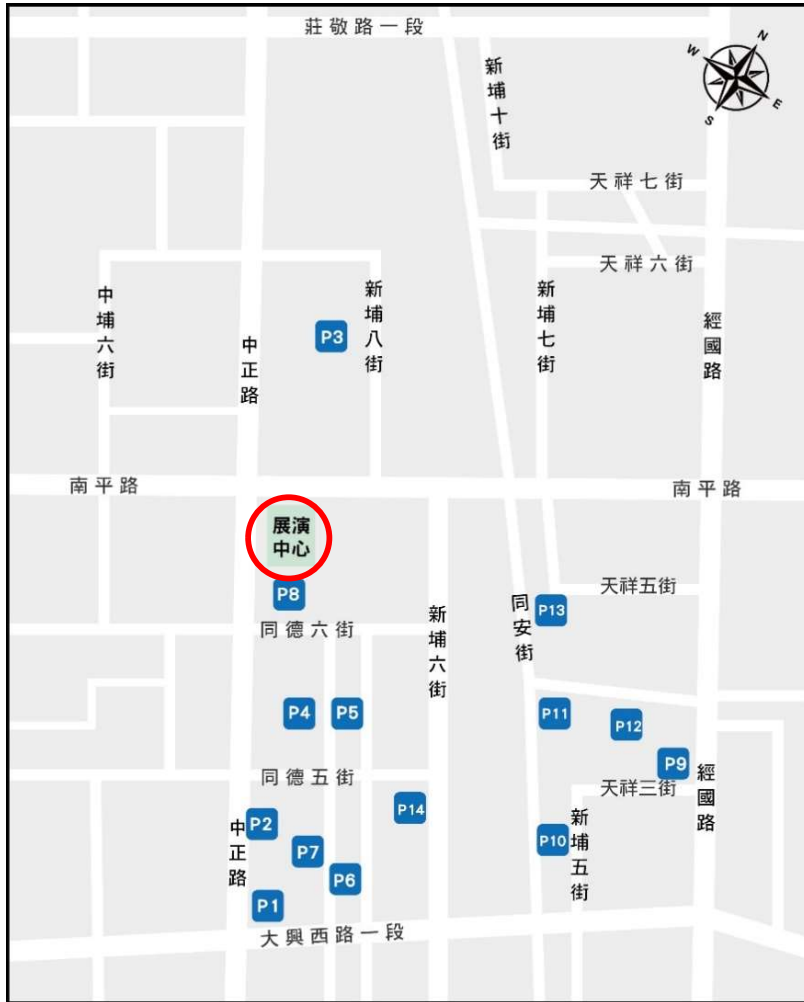 莊敬路一段
N
W
E
S
新埔十街
天祥七街
天祥六街
中埔六街
新埔八街
新埔七街
經國路
P3
中正路
南平路
南平路
展演
中心
P8
天祥五街
同安街
P13
新埔六街
同德六街
P4
P5
P11
P12
P9
經國路
同德五街
天祥三街
P14
P2
新埔五街
中正路
P10
P7
P6
P1
大興西路一段